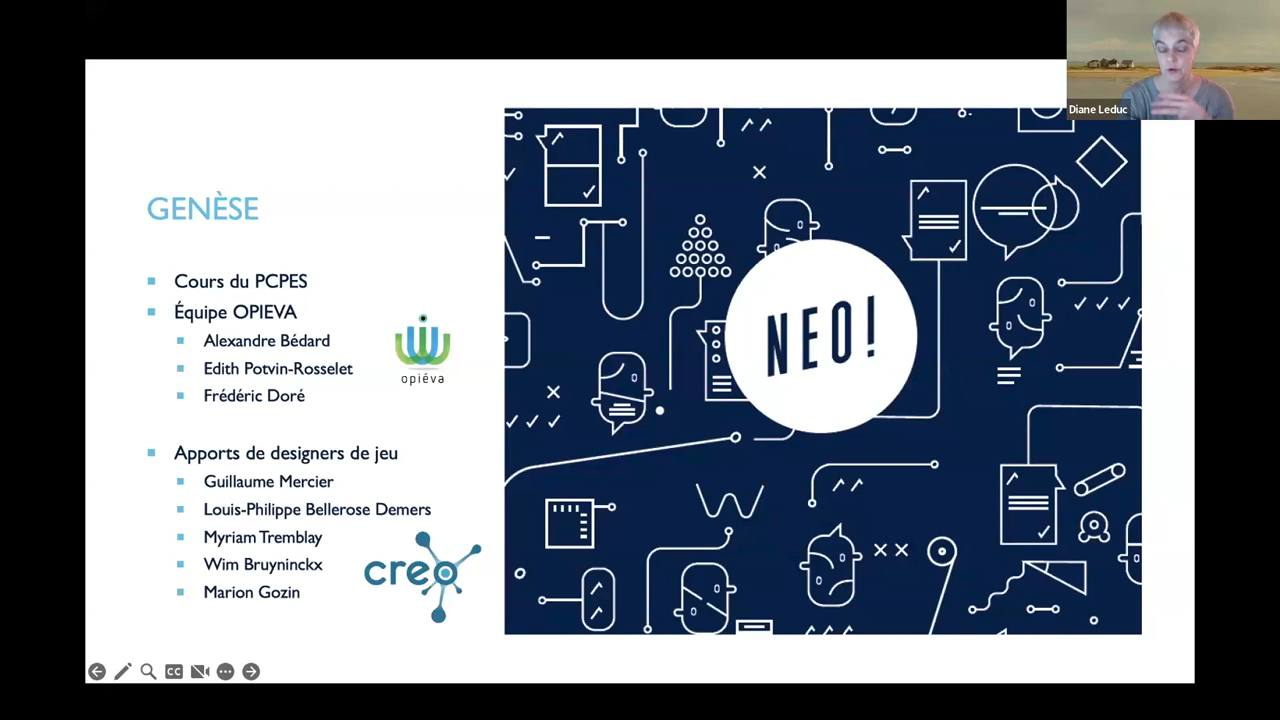 Diane Leduc
GENÈSE
Cours du PCPES
Équipe OPIEVA
Alexandre Bédard
Edith Potvin-Rosselet
Frédéric Doré
opiéva
Apports de designers de jeu
Guillaume Mercier
Louis-Philippe Bellerose Demers
Myriam Tremblay
Wim Bruyninckx
Marion Gozin
creo
NEO!
CC